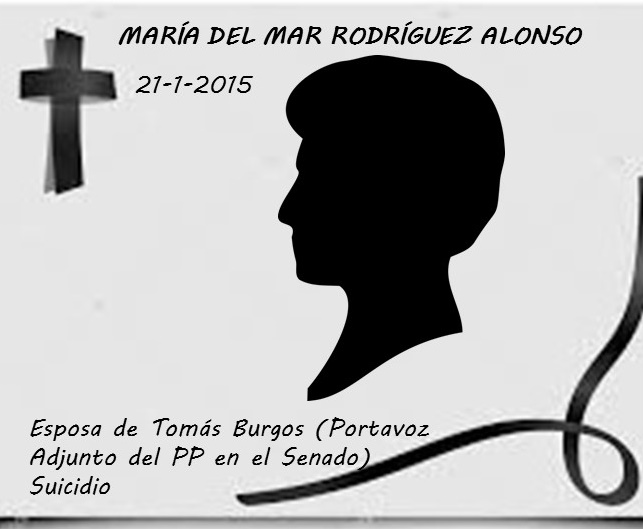 MARÍA DEL MAR RODRÍGUEZ ALONSO
21-1-2015
Esposa de Tomás Burgos (Portavoz
Adjunto del PP en el Senado)
Suicidio